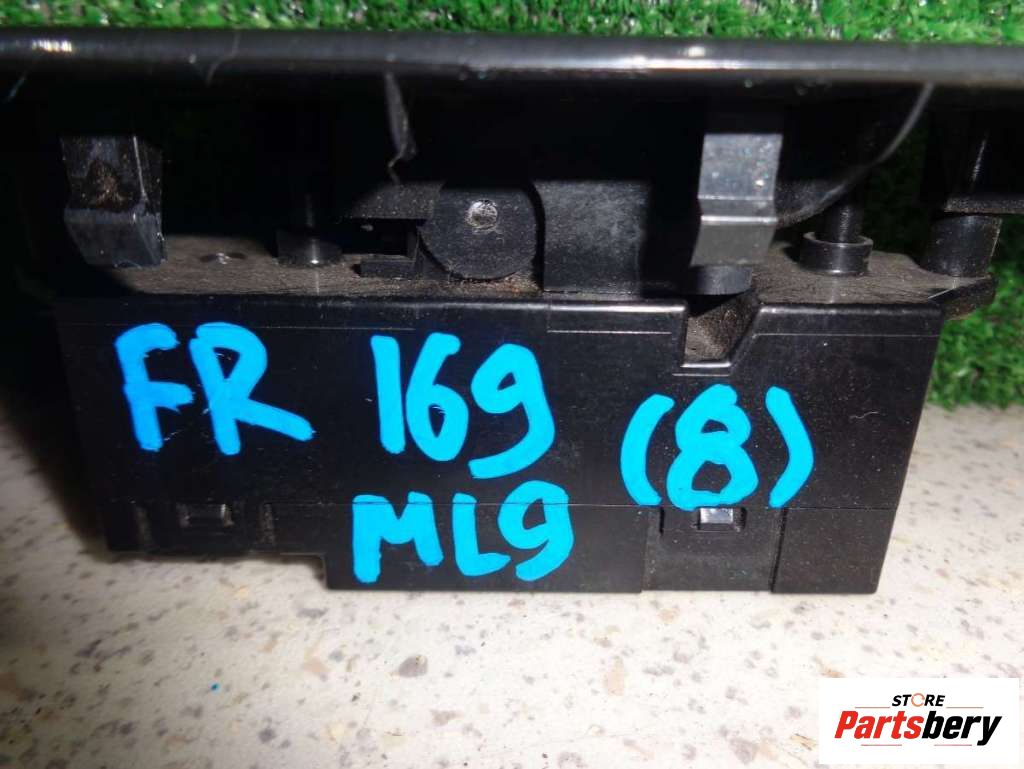 FR 169 (8)
ML9
STORE
Partsbery